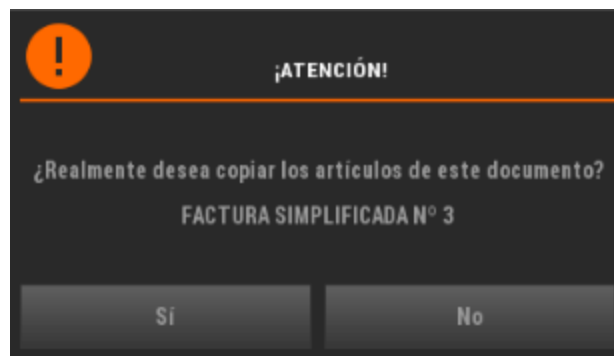 ¡ATENCIÓN!
¿Realmente desea copiar los artículos de este documento?
FACTURA SIMPLIFICADA Nº 3
Sí
No